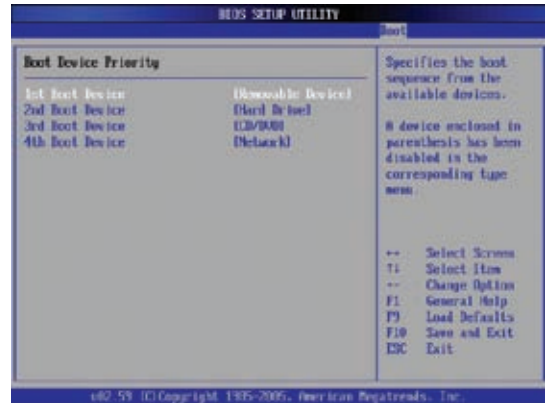 BIOS SETUP UTILITY
Boot
Boot Device Priority
1st Boot Device [Removable Device]
2nd Boot Device [Hard Drive]
3rd Boot Device [CD/DVD]
4th Boot Device [Network]
Specifies the boot
sequence from the
available devices.
A device enclosed in
parenthesis has been
disabled in the
corresponding type
menu.
↔ Select Screen
↑↓ Select Item
+- Change Option
F1 General Help
F9 Load Defaults
F10 Save and Exit
ESC Exit
v02.59 (C)Copyright 1985-2005, American Megatrends, Inc.